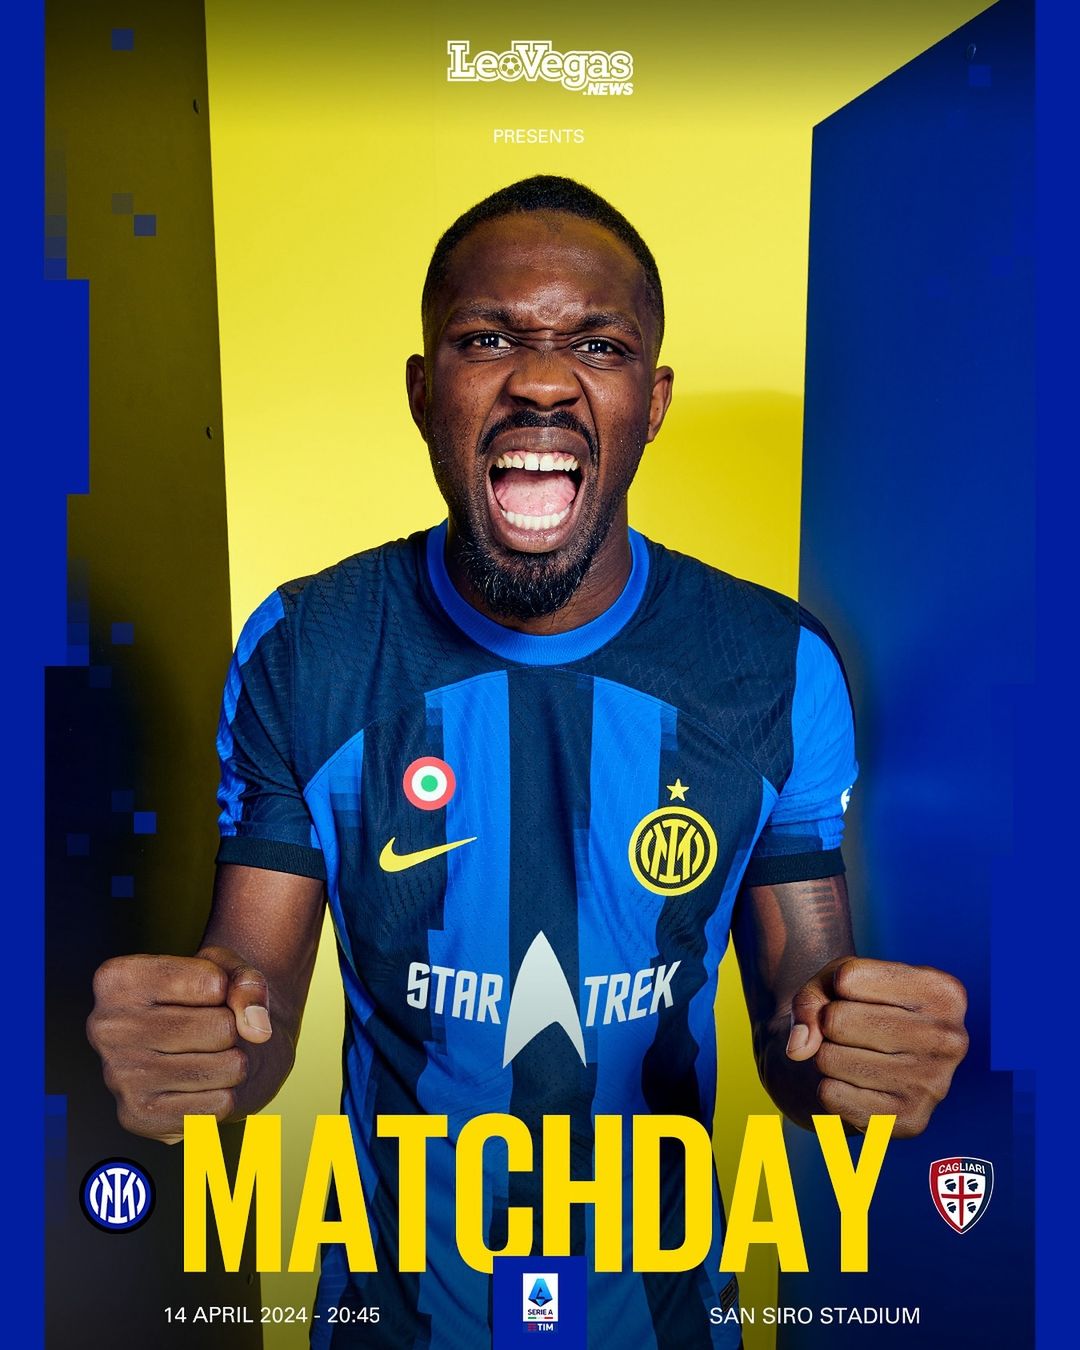 LeoVegas
.NEWS
PRESENTS
STAR TREK
MATCHDAY
CAGLIARI
SERIE A
TIM
14 APRIL 2024 - 20:45
SAN SIRO STADIUM